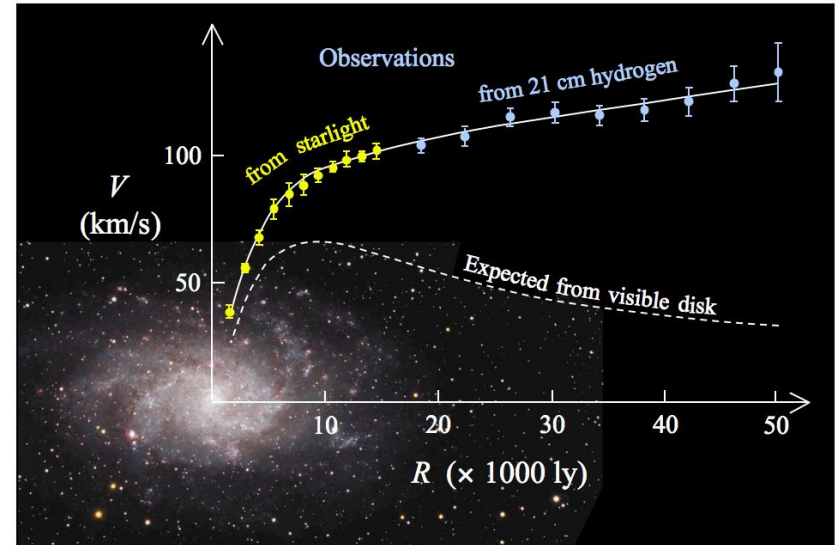 Observations
from 21 cm hydrogen
from starlight
100
V
(km/s)
50
Expected from visible disk
10
20
30
40
50
R (× 1000 ly)